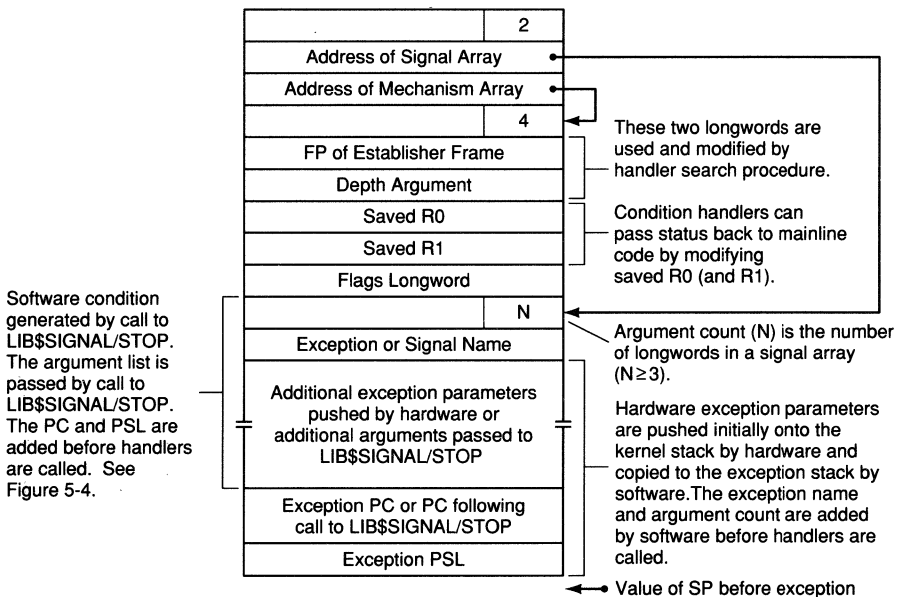 2
Address of Signal Array
Address of Mechanism Array
4
FP of Establisher Frame
Depth Argument
Saved R0
Saved R1
Flags Longword
N
Exception or Signal Name
Additional exception parameters
pushed by hardware or
additional arguments passed to
LIB$SIGNAL/STOP
Exception PC or PC following
call to LIB$SIGNAL/STOP
Exception PSL
Software condition
generated by call to
LIB$SIGNAL/STOP.
The argument list is
passed by call to
LIB$SIGNAL/STOP.
The PC and PSL are
added before handlers
are called. See
Figure 5-4.
These two longwords are
used and modified by
handler search procedure.
Condition handlers can
pass status back to mainline
code by modifying
saved R0 (and R1).
Argument count (N) is the number
of longwords in a signal array
(N≥3).
Hardware exception parameters
are pushed initially onto the
kernel stack by hardware and
copied to the exception stack by
software.The exception name
and argument count are added
by software before handlers are
called.
Value of SP before exception